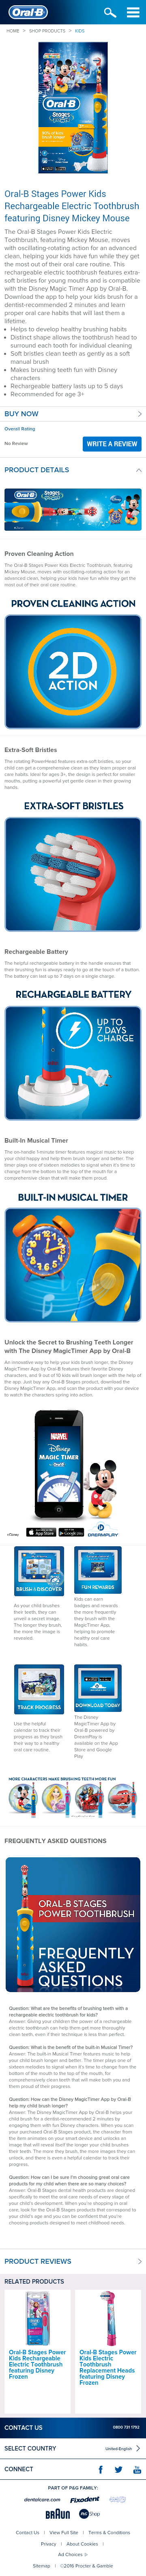 Oral-B
HOME > SHOP PRODUCTS > KIDS
Oral-B Stages Power Kids
Rechargeable Electric Toothbrush
featuring Disney Mickey Mouse
The Oral-B Stages Power Kids Electric
Toothbrush, featuring Mickey Mouse, moves
with oscillating-rotating action for an advanced
clean, helping your kids have fun while they get
the most out of their oral care routine. This
rechargeable electric toothbrush features extra-
soft bristles for young mouths and is compatible
with the Disney Magic Timer App by Oral-B.
Download the app to help your kids brush for a
dentist-recommended 2 minutes and learn
proper oral care habits that will last them a
lifetime.
• Helps to develop healthy brushing habits
• Distinct shape allows the toothbrush head to
surround each tooth for individual cleaning
• Soft bristles clean teeth as softly as a soft
manual brush
• Makes brushing teeth fun with Disney
characters
• Rechargeable battery lasts up to 5 days
• Recommended for age 3+
BUY NOW
Overall Rating
No Review
WRITE A REVIEW
PRODUCT DETAILS
Oral-B Stages
Proven Cleaning Action
The Oral-B Stages Power Kids Electric Toothbrush, featuring
Mickey Mouse, moves with oscillating-rotating action for an
advanced clean, helping your kids have fun while they get the
most out of their oral care routine.
PROVEN CLEANING ACTION
2D
ACTION
Extra-Soft Bristles
The rotating PowerHead features extra-soft bristles, so your
child can get a comprehensive clean as they learn proper oral
care habits. Ideal for ages 3+, the design is perfect for smaller
mouths, putting a powerful yet gentle clean in their growing
hands.
EXTRA-SOFT BRISTLES
Rechargeable Battery
The helpful rechargeable battery in the handle ensures that
their brushing is always ready to go at the touch of a button.
Your child can get up to 7 days on a single charge.
RECHARGEABLE BATTERY
UP TO
7 DAYS
CHARGE
Built-In Musical Timer
The on-handle 1-minute timer features magical music to keep
your child happy and help them brush longer and better. The
timer plays one of sixteen melodies to signal when it's time to
change from the bottom to the top of the mouth, for a
comprehensive clean that will make them proud.
BUILT-IN MUSICAL TIMER
Unlock the Secret to Brushing Teeth Longer
with The Disney MagicTimer App by Oral-B
An innovative way to help your kids brush longer, the Disney
MagicTimer App by Oral-B features their favorite Disney
characters, and 9 out of 10 kids will brush longer with the help of
the app. Just buy any Oral-B Stages product, download the
Disney MagicTimer App, and scan the product with your device
to watch the characters spring into action.
MARVEL
Disney
MAGIC TIMER
by Oral-B
App Store
DREAMPLAY
BRUSH & DISCOVER
As your child brushes
their teeth, they can
unveil a secret image.
The longer they brush,
the more the image is
revealed.
FUN REWARDS
Kids can earn
badges and rewards
the more frequently
they brush with the
MagicTimer App,
helping to promote
healthy oral care
habits.
TRACK PROGRESS
Use the helpful
calendar to track their
progress as they brush
their way to a healthy
oral care routine.
DOWNLOAD TODAY
The Disney
MagicTimer App by
Oral-B powered by
DreamPlay is
available on the App
Store and Google
Play
MORE CHARACTERS MAKE BRUSHING TEETH MORE FUN
FREQUENTLY ASKED QUESTIONS
ORAL-B STAGES
POWER TOOTHBRUSH
FREQUENTLY
ASKED
QUESTIONS
Question: What are the benefits of brushing teeth with a
rechargeable electric toothbrush for kids?
Answer: Giving your children the power of a rechargeable
electric toothbrush can help them get more thoroughly
clean teeth, even if their technique is less than perfect.
Question: What is the benefit of the built-in Musical Timer?
Answer: The built-in Musical Timer features music to help
your child brush longer and better. The timer plays one of
sixteen melodies to signal when it's time to change from the
bottom of the mouth to the top of the mouth, for
comprehensively clean teeth that will make both you and
them proud of their progress.
Question: How can the Disney MagicTimer App by Oral-B
help my child brush longer?
Answer: The Disney MagicTimer App by Oral-B helps your
child brush for a dentist-recommended 2 minutes by
engaging them with fun Disney characters. When you scan
your purchased Oral-B Stages product, the character from
the item animates on your smart device and unlocks an
image that will reveal itself the longer your child brushes
their teeth. The more they brush, the more images they can
unlock, and there is even a helpful calendar to track their
progress.
Question: How can I be sure I'm choosing great oral care
products for my child when there are so many choices?
Answer: Oral-B Stages dental health products are designed
specifically to meet the oral care needs of every stage of
your child's development. When you're shopping in our oral
care, look for the Oral-B Stages products that correspond to
your child's age and you can be confident that you're
choosing products designed to meet childhood needs.
PRODUCT REVIEWS
RELATED PRODUCTS
Oral-B Stages Power
Kids Rechargeable
Electric Toothbrush
featuring Disney
Frozen
Oral-B Stages Power
Kids Electric
Toothbrush
Replacement Heads
featuring Disney
Frozen
CONTACT US 0800 731 1792
SELECT COUNTRY United-English
CONNECT
PART OF P&G FAMILY:
dentalcare.com Fixodent
BRAUN P&G Shop
Contact Us | View Full Site | Terms & Conditions
Privacy | About Cookies |
Ad Choices
Sitemap | ©2016 Procter & Gamble